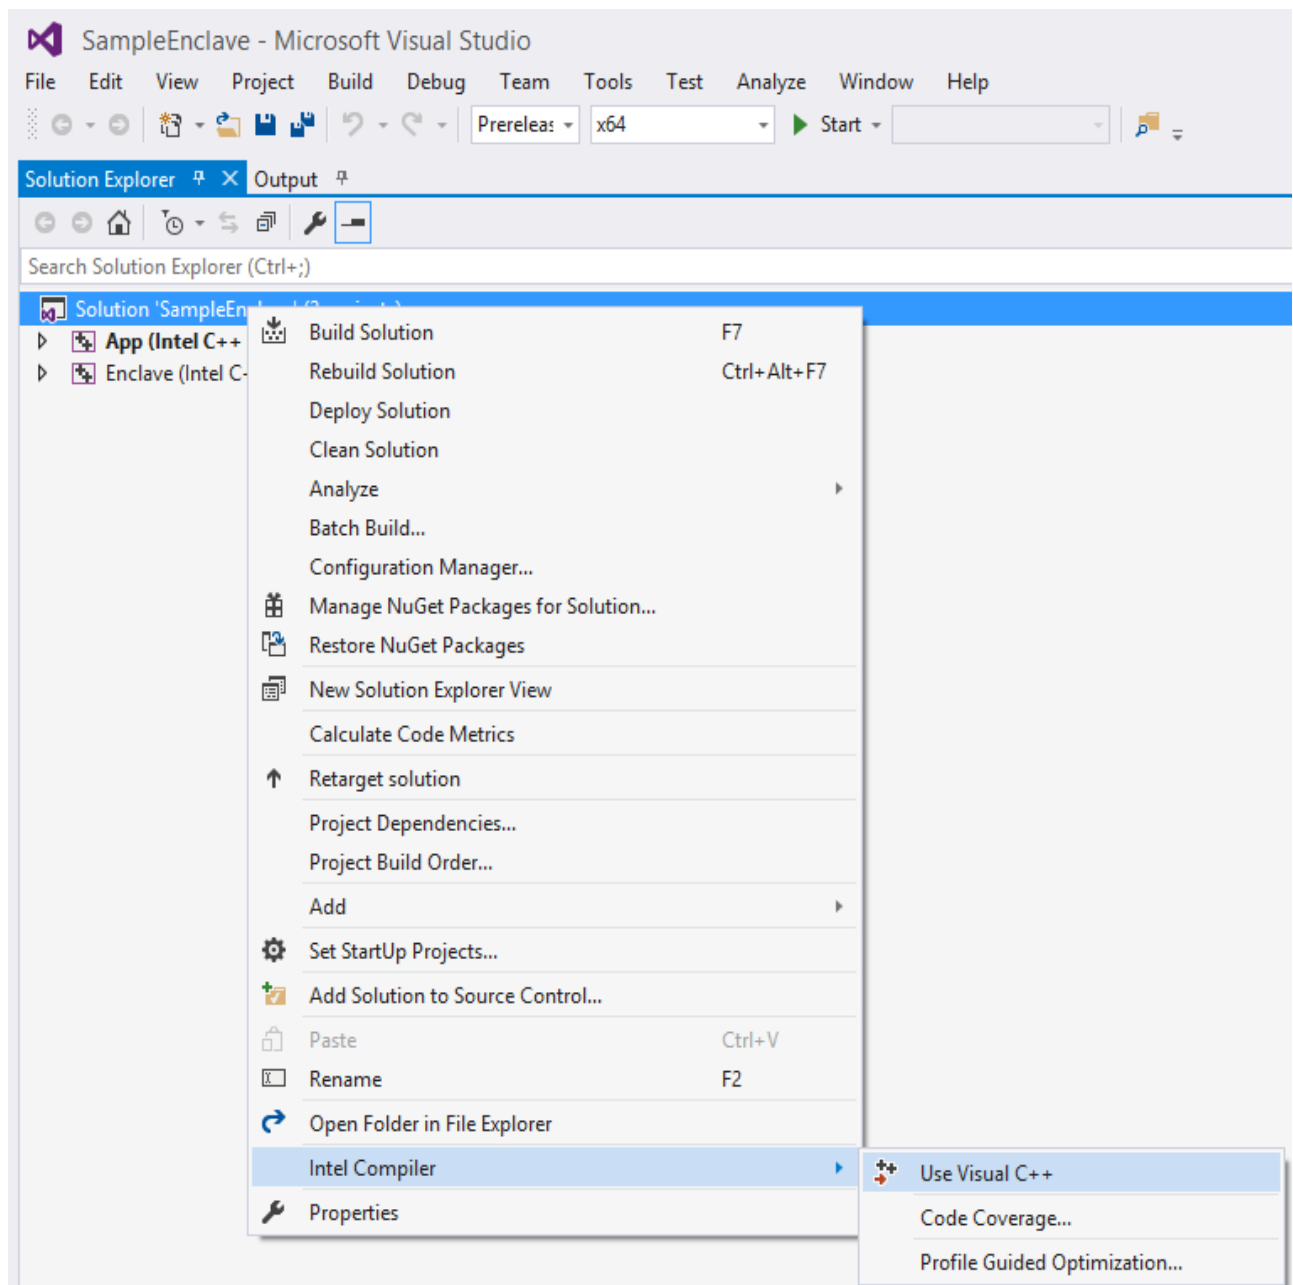 SampleEnclave - Microsoft Visual Studio
File Edit View Project Build Debug Team Tools Test Analyze Window Help
Prereleas x64 Start
Solution Explorer Output
Search Solution Explorer (Ctrl+;)
Solution 'SampleEn
App (Intel C++
Enclave (Intel C-
Build Solution F7
Rebuild Solution Ctrl+Alt+F7
Deploy Solution
Clean Solution
Analyze
Batch Build...
Configuration Manager...
Manage NuGet Packages for Solution...
Restore NuGet Packages
New Solution Explorer View
Calculate Code Metrics
Retarget solution
Project Dependencies...
Project Build Order...
Add
Set StartUp Projects...
Add Solution to Source Control...
Paste Ctrl+V
Rename F2
Open Folder in File Explorer
Intel Compiler
Use Visual C++
Properties
Code Coverage...
Profile Guided Optimization...